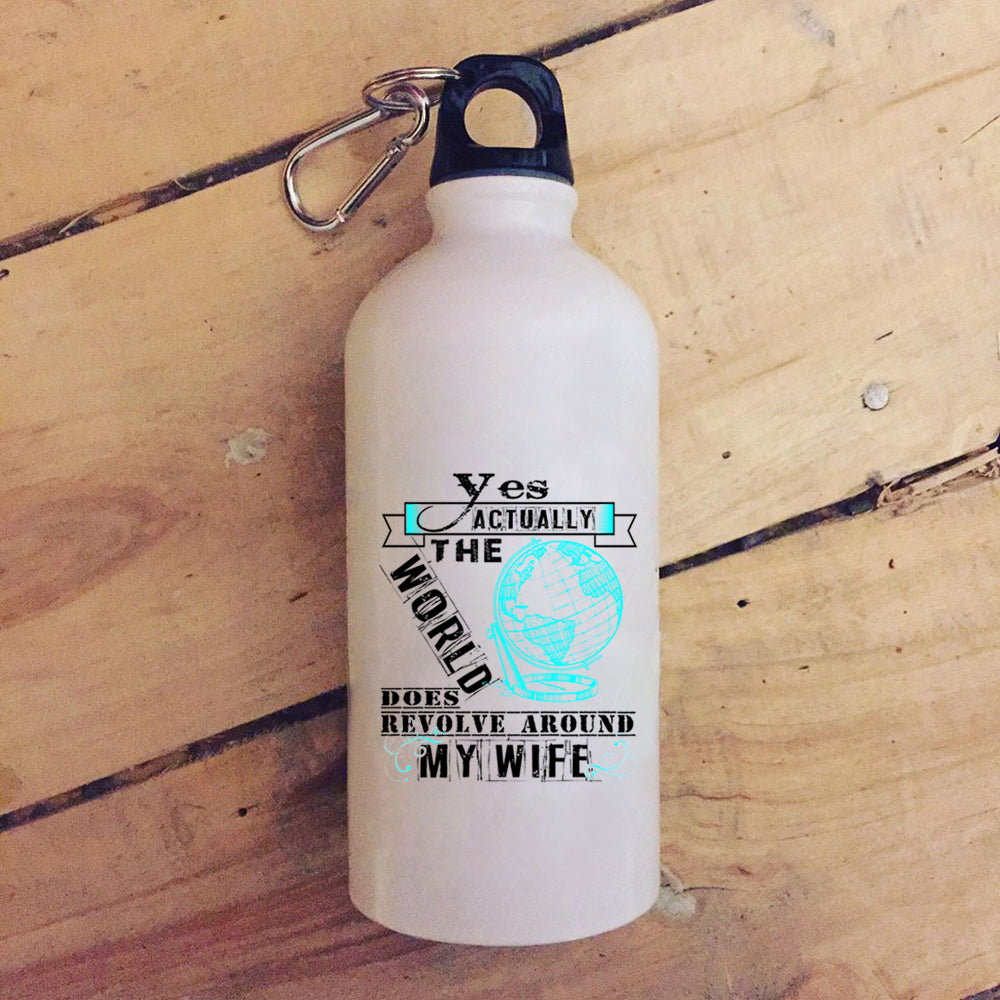 Yes
ACTUALLY
THE
WORLD
DOES
REVOLVE AROUND
MY WIFE